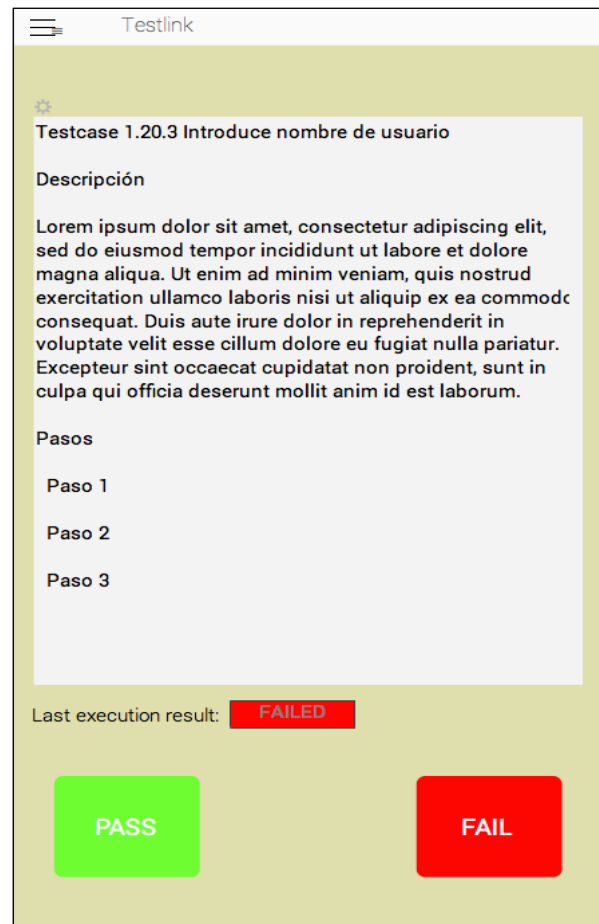 Testlink
Testcase 1.20.3 Introduce nombre de usuario
Descripción
Lorem ipsum dolor sit amet, consectetur adipiscing elit,
sed do eiusmod tempor incididunt ut labore et dolore
magna aliqua. Ut enim ad minim veniam, quis nostrud
exercitation ullamco laboris nisi ut aliquip ex ea commodo
consequat. Duis aute irure dolor in reprehenderit in
voluptate velit esse cillum dolore eu fugiat nulla pariatur.
Excepteur sint occaecat cupidatat non proident, sunt in
culpa qui officia deserunt mollit anim id est laborum.
Pasos
Paso 1
Paso 2
Paso 3
Last execution result: FAILED
PASS FAIL